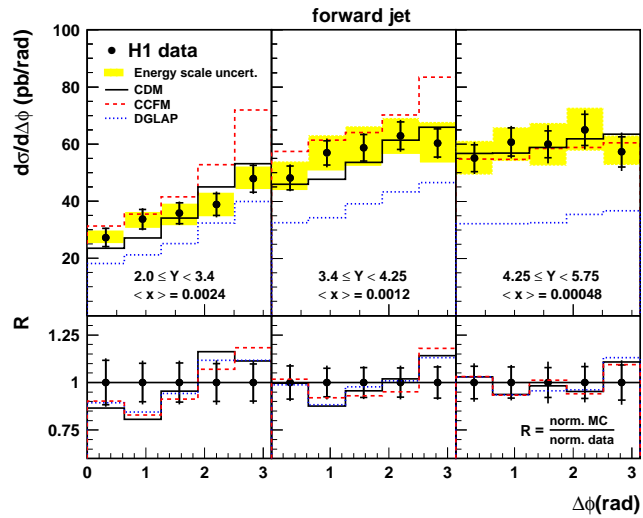 forward jet
dσ/dΔϕ (pb/rad)
100
80
60
40
20
H1 data
Energy scale uncert.
CDM
CCFM
DGLAP
2.0 ≤ Y < 3.4
< x > = 0.0024
3.4 ≤ Y < 4.25
< x > = 0.0012
4.25 ≤ Y < 5.75
< x > = 0.00048
R
1.25
1
0.75
R = norm. MC / norm. data
0 1 2 3 0 1 2 3 0 1 2 3
Δϕ(rad)